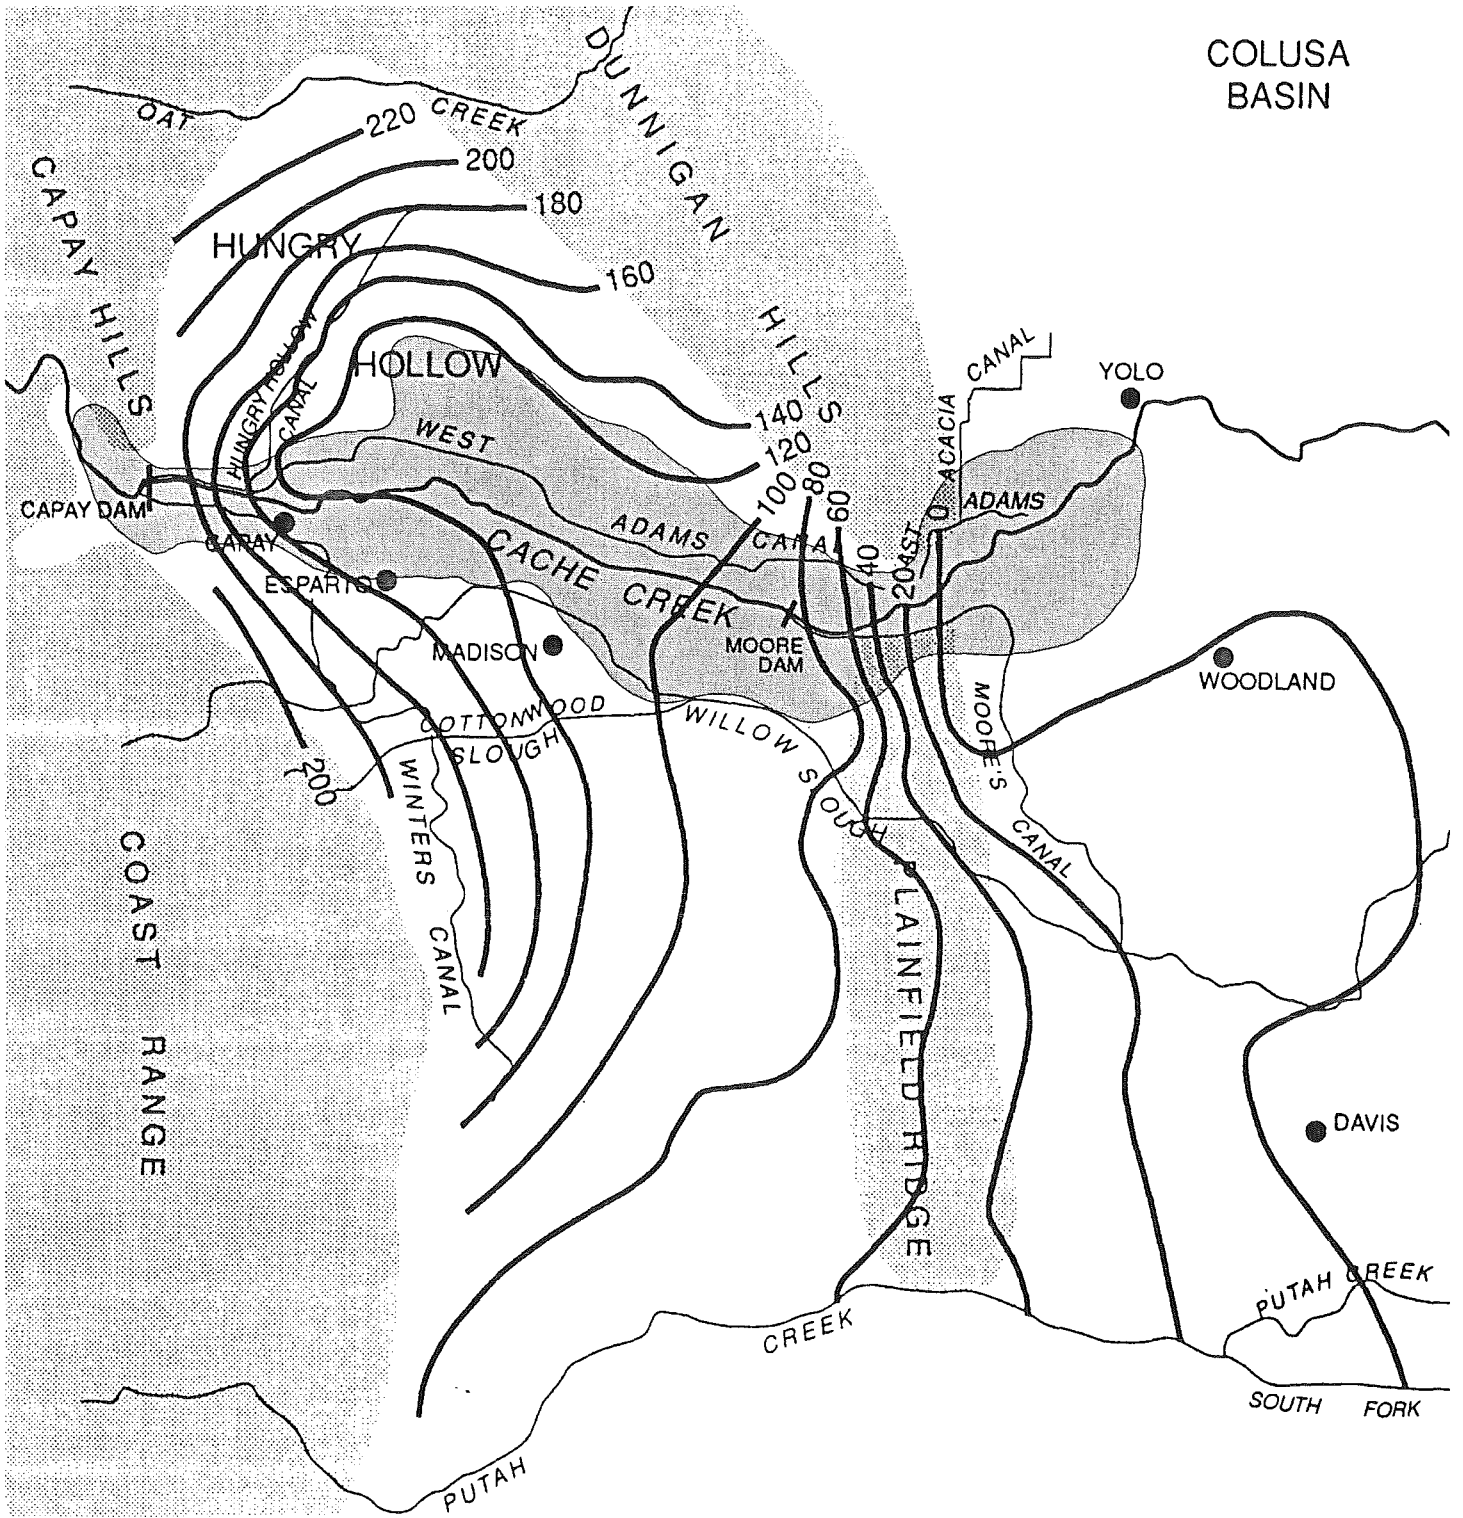 COLUSA
BASIN
DUNNIGAN
HILLS
OAT
CREEK
220
200
180
160
140
120
100
80
60
40
20
0
CAPAY HILLS
HUNGRY
HOLLOW
HUNGRY HOLLOW
CANAL
WEST
ADAMS
CANAL
EAST
ADAMS
ACACIA
CANAL
YOLO
CAPAY DAM
CAPAY
ESPARTO
MADISON
CACHE CREEK
MOORE
DAM
WOODLAND
MOORE'S
CANAL
COTTONWOOD
SLOUGH
WILLOW SLOUGH
200
WINTERS
CANAL
COAST RANGE
PLAINFIELD RIDGE
DAVIS
PUTAH CREEK
SOUTH FORK
PUTAH
CREEK